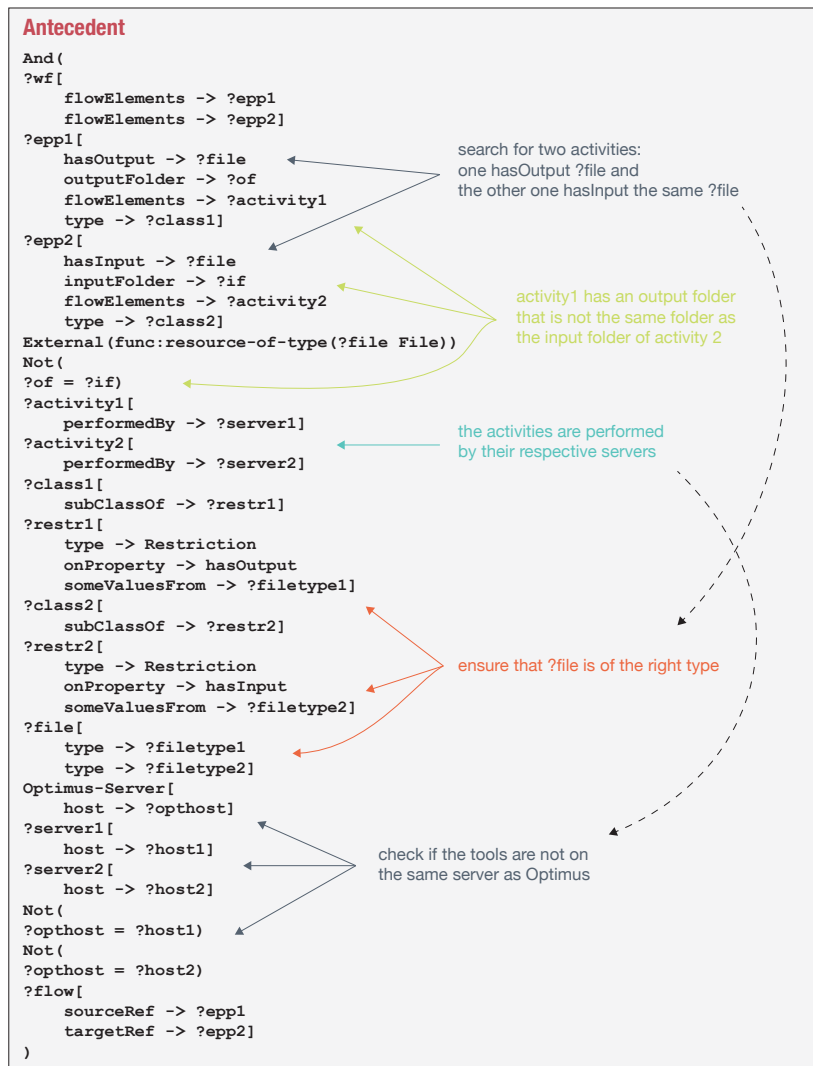 Antecedent
And(
?wf[
flowElements -> ?epp1
flowElements -> ?epp2]
?epp1[
hasOutput -> ?file
outputFolder -> ?of
flowElements -> ?activity1
type -> ?class1]
?epp2[
hasInput -> ?file
inputFolder -> ?if
flowElements -> ?activity2
type -> ?class2]
External(func:resource-of-type(?file File))
Not(
?of = ?if)
?activity1[
performedBy -> ?server1]
?activity2[
performedBy -> ?server2]
?class1[
subClassOf -> ?restr1]
?restr1[
type -> Restriction
onProperty -> hasOutput
someValuesFrom -> ?filetype1]
?class2[
subClassOf -> ?restr2]
?restr2[
type -> Restriction
onProperty -> hasInput
someValuesFrom -> ?filetype2]
?file[
type -> ?filetype1
type -> ?filetype2]
Optimus-Server[
host -> ?opthost]
?server1[
host -> ?host1]
?server2[
host -> ?host2]
Not(
?opthost = ?host1)
Not(
?opthost = ?host2)
?flow[
sourceRef -> ?epp1
targetRef -> ?epp2]
)
search for two activities:
one hasOutput ?file and
the other one hasInput the same ?file
activity1 has an output folder
that is not the same folder as
the input folder of activity 2
the activities are performed
by their respective servers
ensure that ?file is of the right type
check if the tools are not on
the same server as Optimus